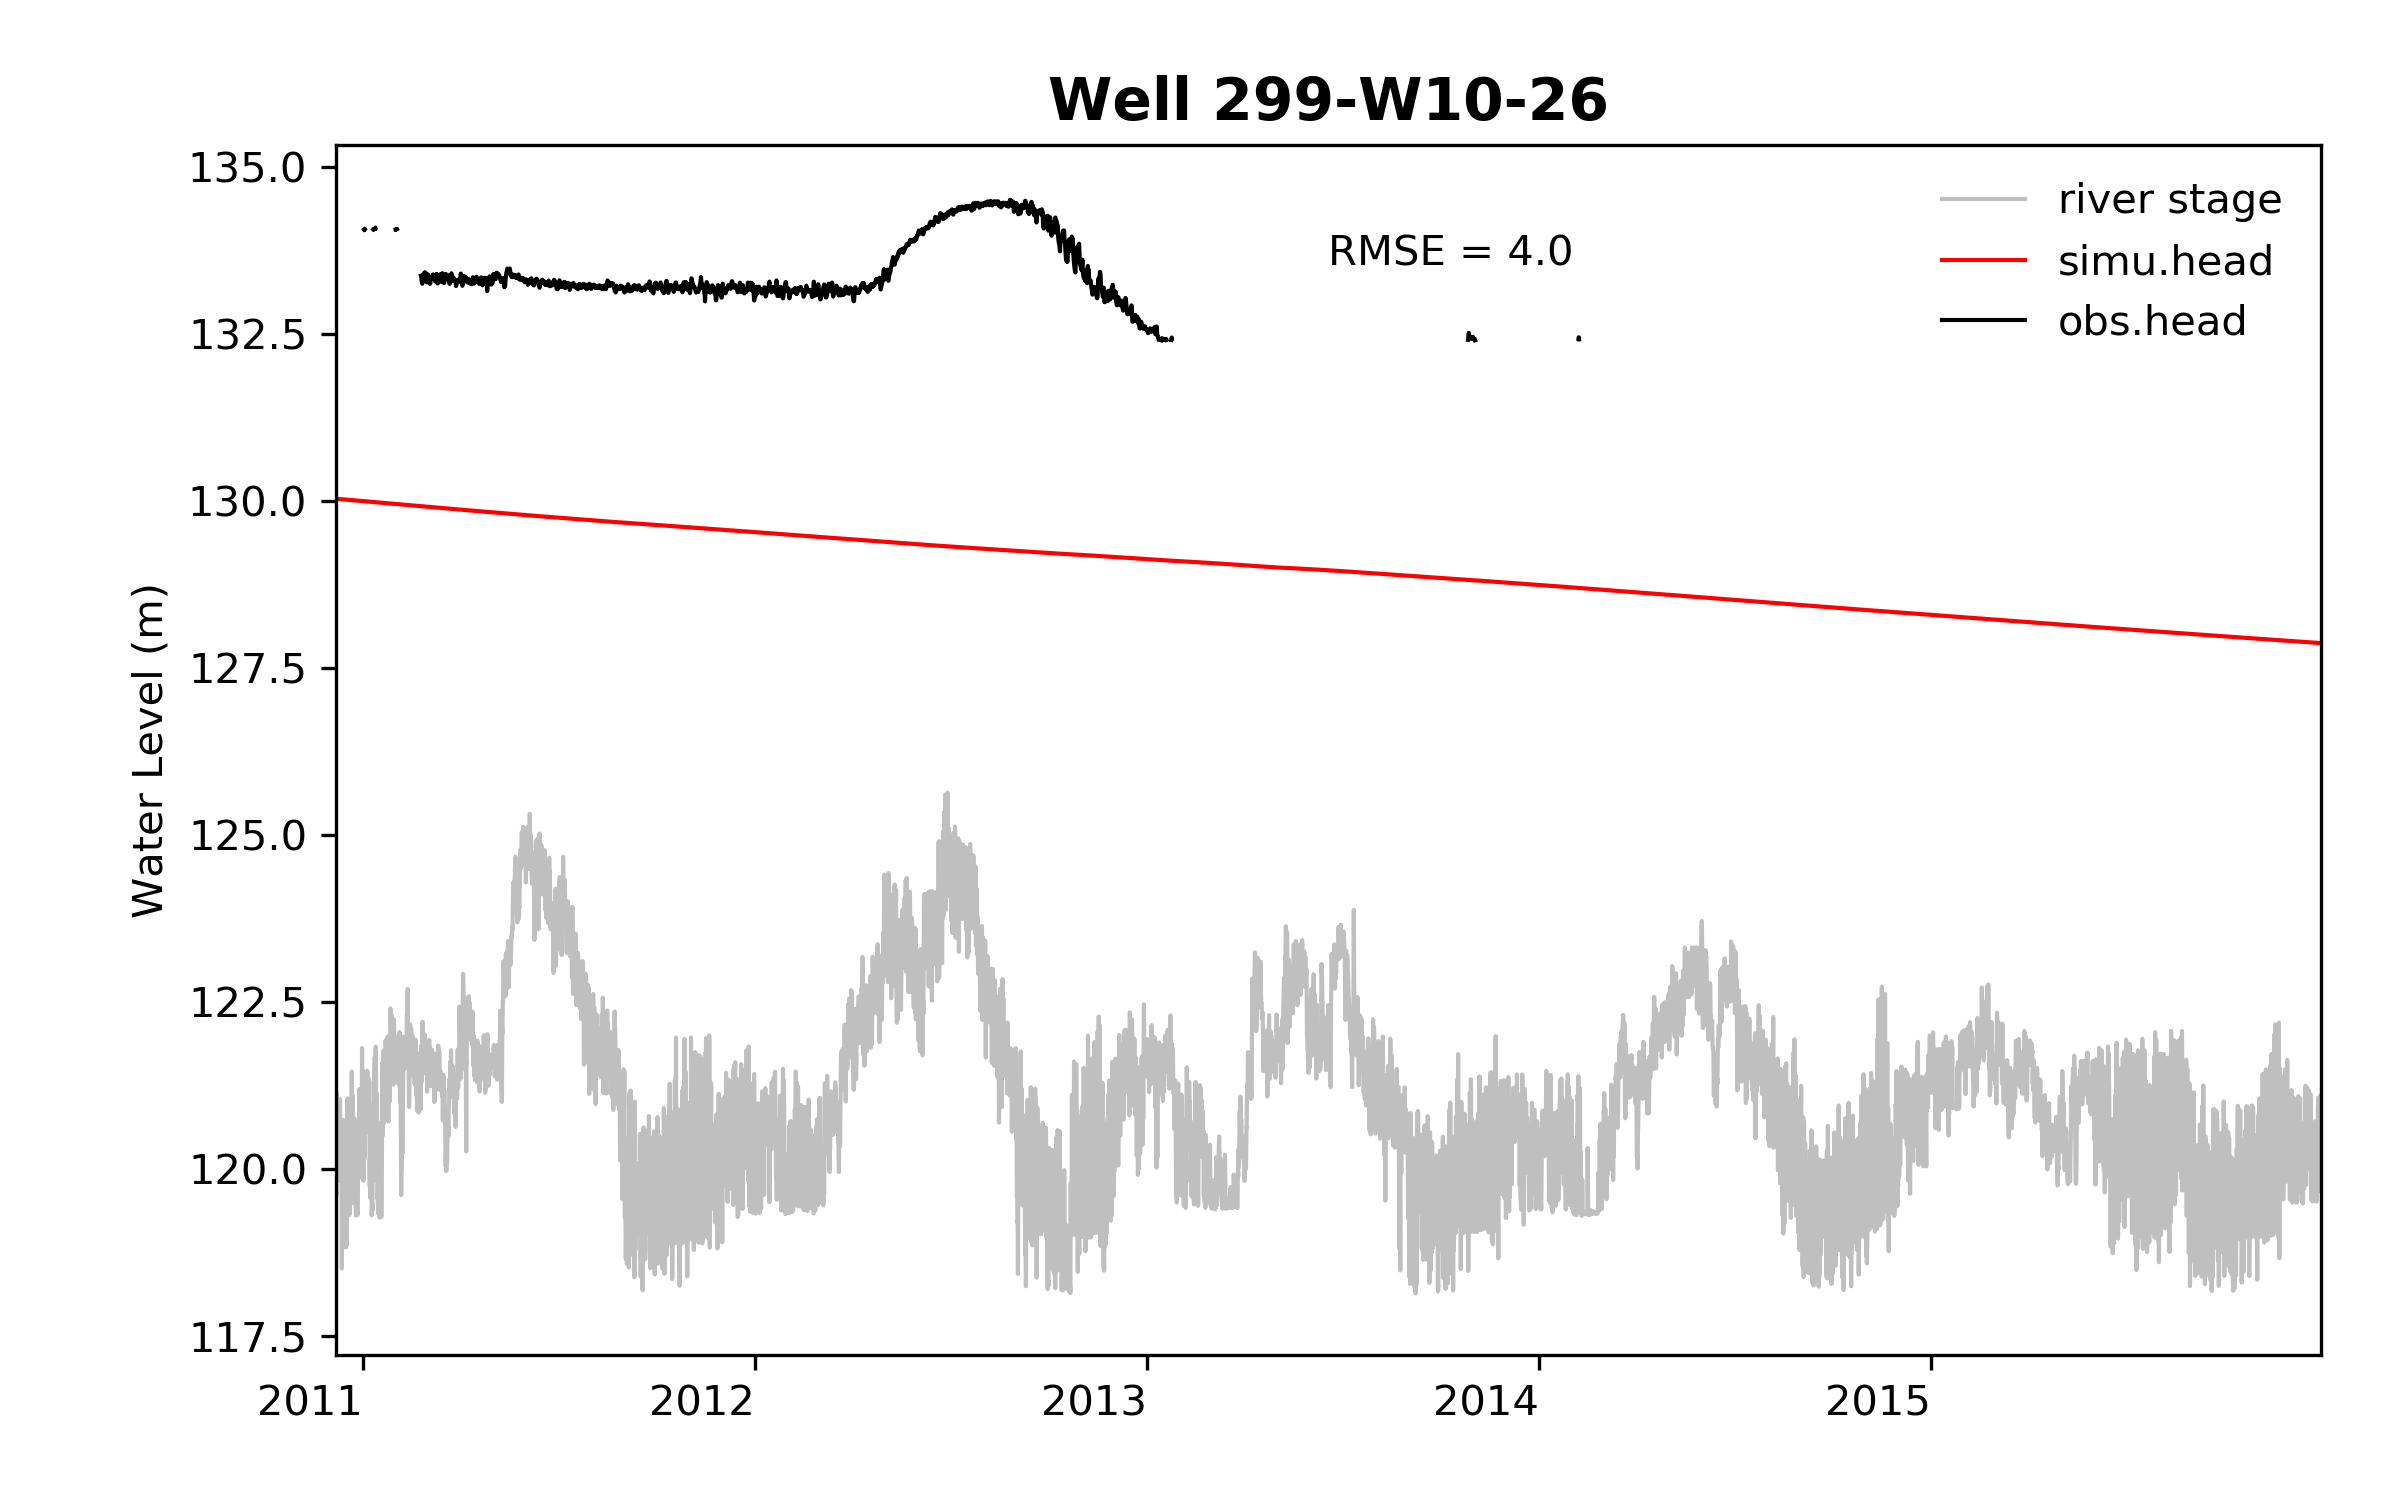 Well 299-W10-26
135.0
132.5
130.0
127.5
125.0
122.5
120.0
117.5
Water Level (m)
RMSE = 4.0
river stage
simu.head
obs.head
2011
2012
2013
2014
2015